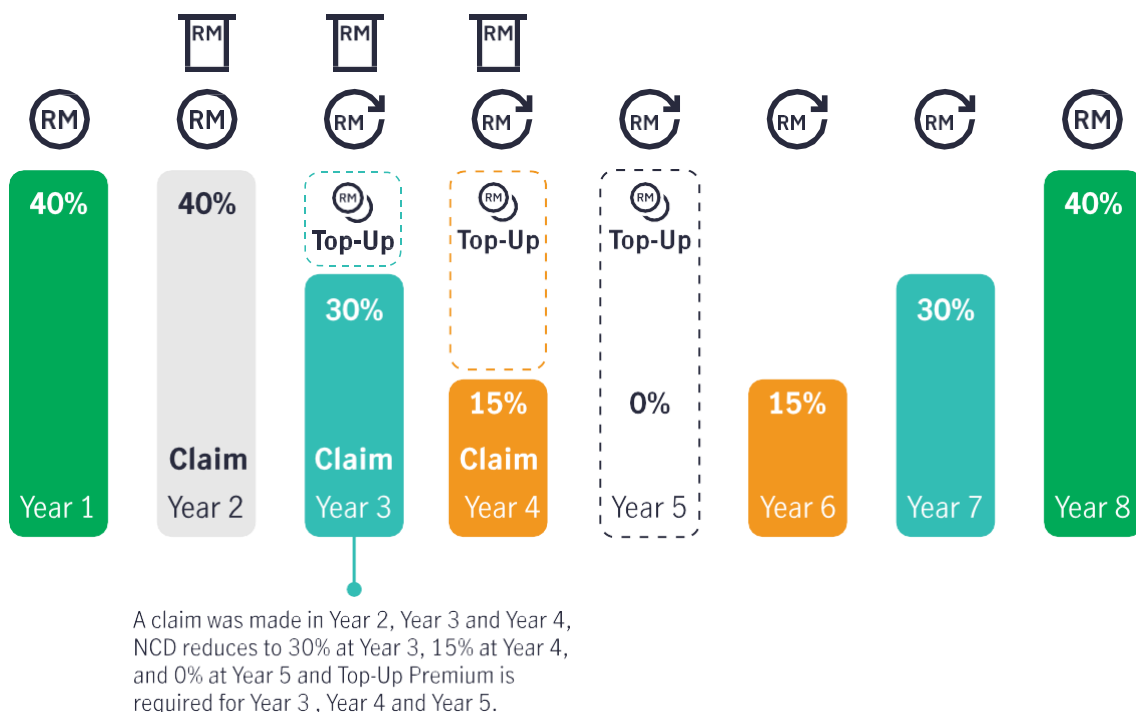 RM RM RM
RM RM RM RM RM RM RM RM
40% 40% RM RM RM 40%
Top-Up Top-Up Top-Up
30% 30%
15% 0% 15%
Claim Claim Claim
Year 1 Year 2 Year 3 Year 4 Year 5 Year 6 Year 7 Year 8
A claim was made in Year 2, Year 3 and Year 4,
NCD reduces to 30% at Year 3, 15% at Year 4,
and 0% at Year 5 and Top-Up Premium is
required for Year 3 , Year 4 and Year 5.